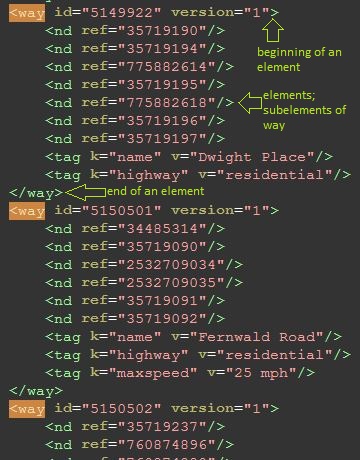 <way id="5149922" version="1">
<nd ref="35719190"/>
beginning of an
element
<nd ref="35719194"/>
<nd ref="775882614"/>
<nd ref="35719195"/>
elements;
<nd ref="775882618"/>
subelements of
way
<nd ref="35719196"/>
<nd ref="35719197"/>
<tag k="name" v="Dwight Place"/>
<tag k="highway" v="residential"/>
</way>
end of an element
<way id="5150501" version="1">
<nd ref="34485314"/>
<nd ref="35719090"/>
<nd ref="2532709034"/>
<nd ref="2532709035"/>
<nd ref="35719091"/>
<nd ref="35719092"/>
<tag k="name" v="Fernwald Road"/>
<tag k="highway" v="residential"/>
<tag k="maxspeed" v="25 mph"/>
</way>
<way id="5150502" version="1">
<nd ref="35719237"/>
<nd ref="760874896"/>